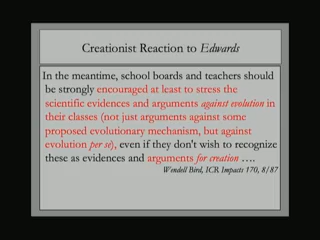 Creationist Reaction to Edwards
In the meantime, school boards and teachers should
be strongly encouraged at least to stress the
scientific evidences and arguments against evolution in
their classes (not just arguments against some
proposed evolutionary mechanism, but against
evolution per se), even if they don't wish to recognize
these as evidences and arguments for creation ….
Wendell Bird, ICR Impacts 170, 8/87